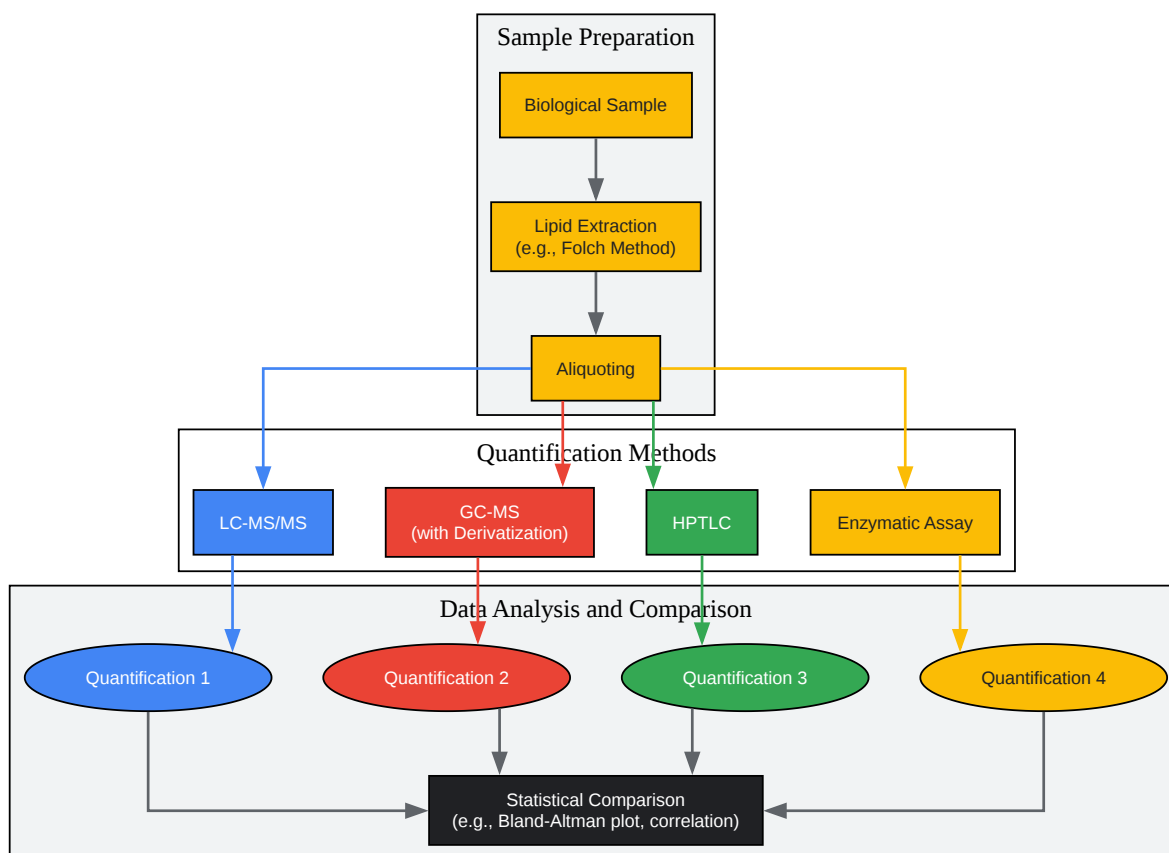 Sample Preparation
Biological Sample
Lipid Extraction
(e.g., Folch Method)
Aliquoting
Quantification Methods
LC-MS/MS
GC-MS
(with Derivatization)
HPTLC
Enzymatic Assay
Data Analysis and Comparison
Quantification 1
Quantification 2
Quantification 3
Quantification 4
Statistical Comparison
(e.g., Bland-Altman plot, correlation)